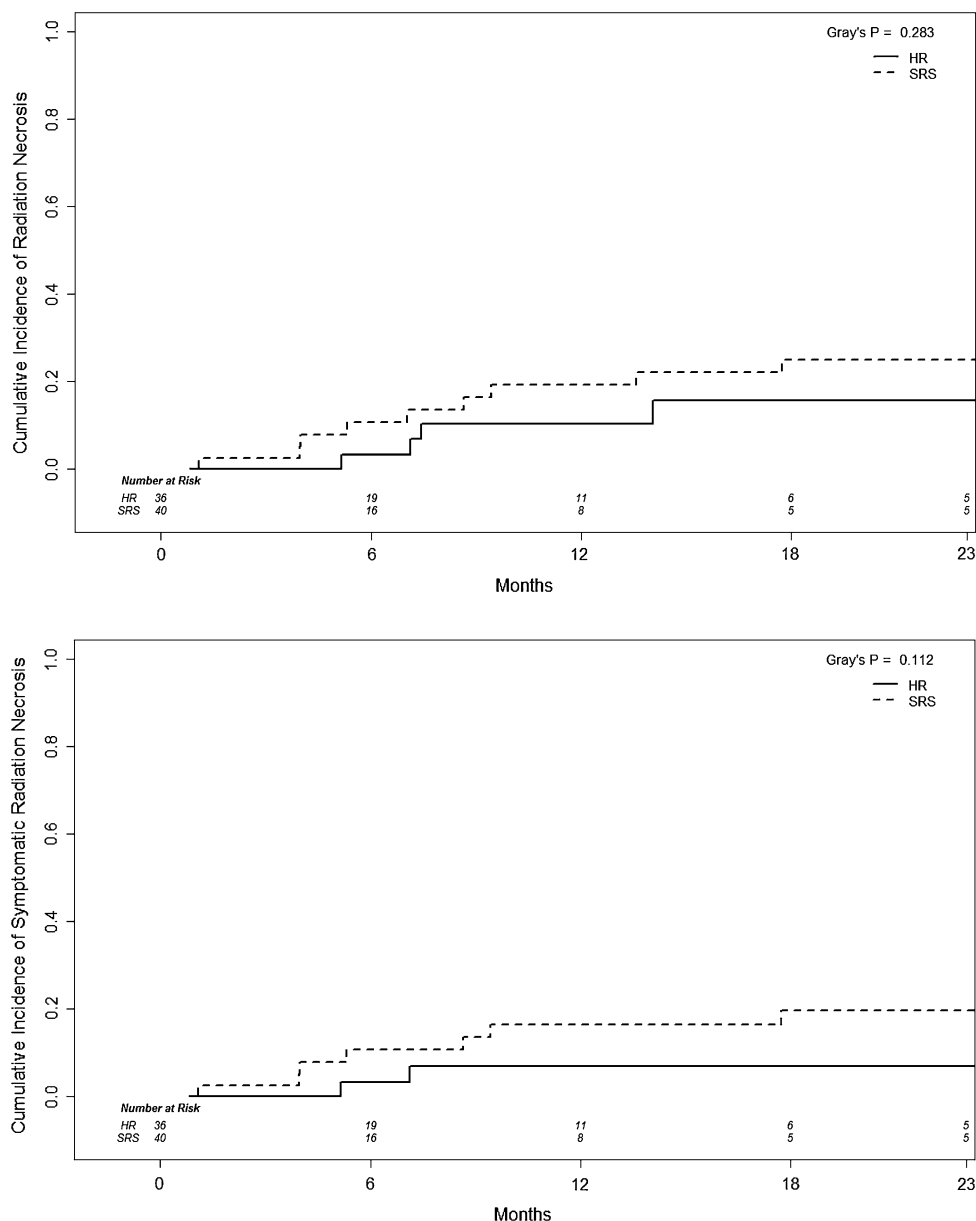 Cumulative Incidence of Radiation Necrosis
1.0
0.8
0.6
0.4
0.2
0.0
Gray's P = 0.283
HR
SRS
Number at Risk
HR 36 19 11 6 5
SRS 40 16 8 5 5
0 6 12 18 23
Months
Cumulative Incidence of Symptomatic Radiation Necrosis
1.0
0.8
0.6
0.4
0.2
0.0
Gray's P = 0.112
HR
SRS
Number at Risk
HR 36 19 11 6 5
SRS 40 16 8 5 5
0 6 12 18 23
Months